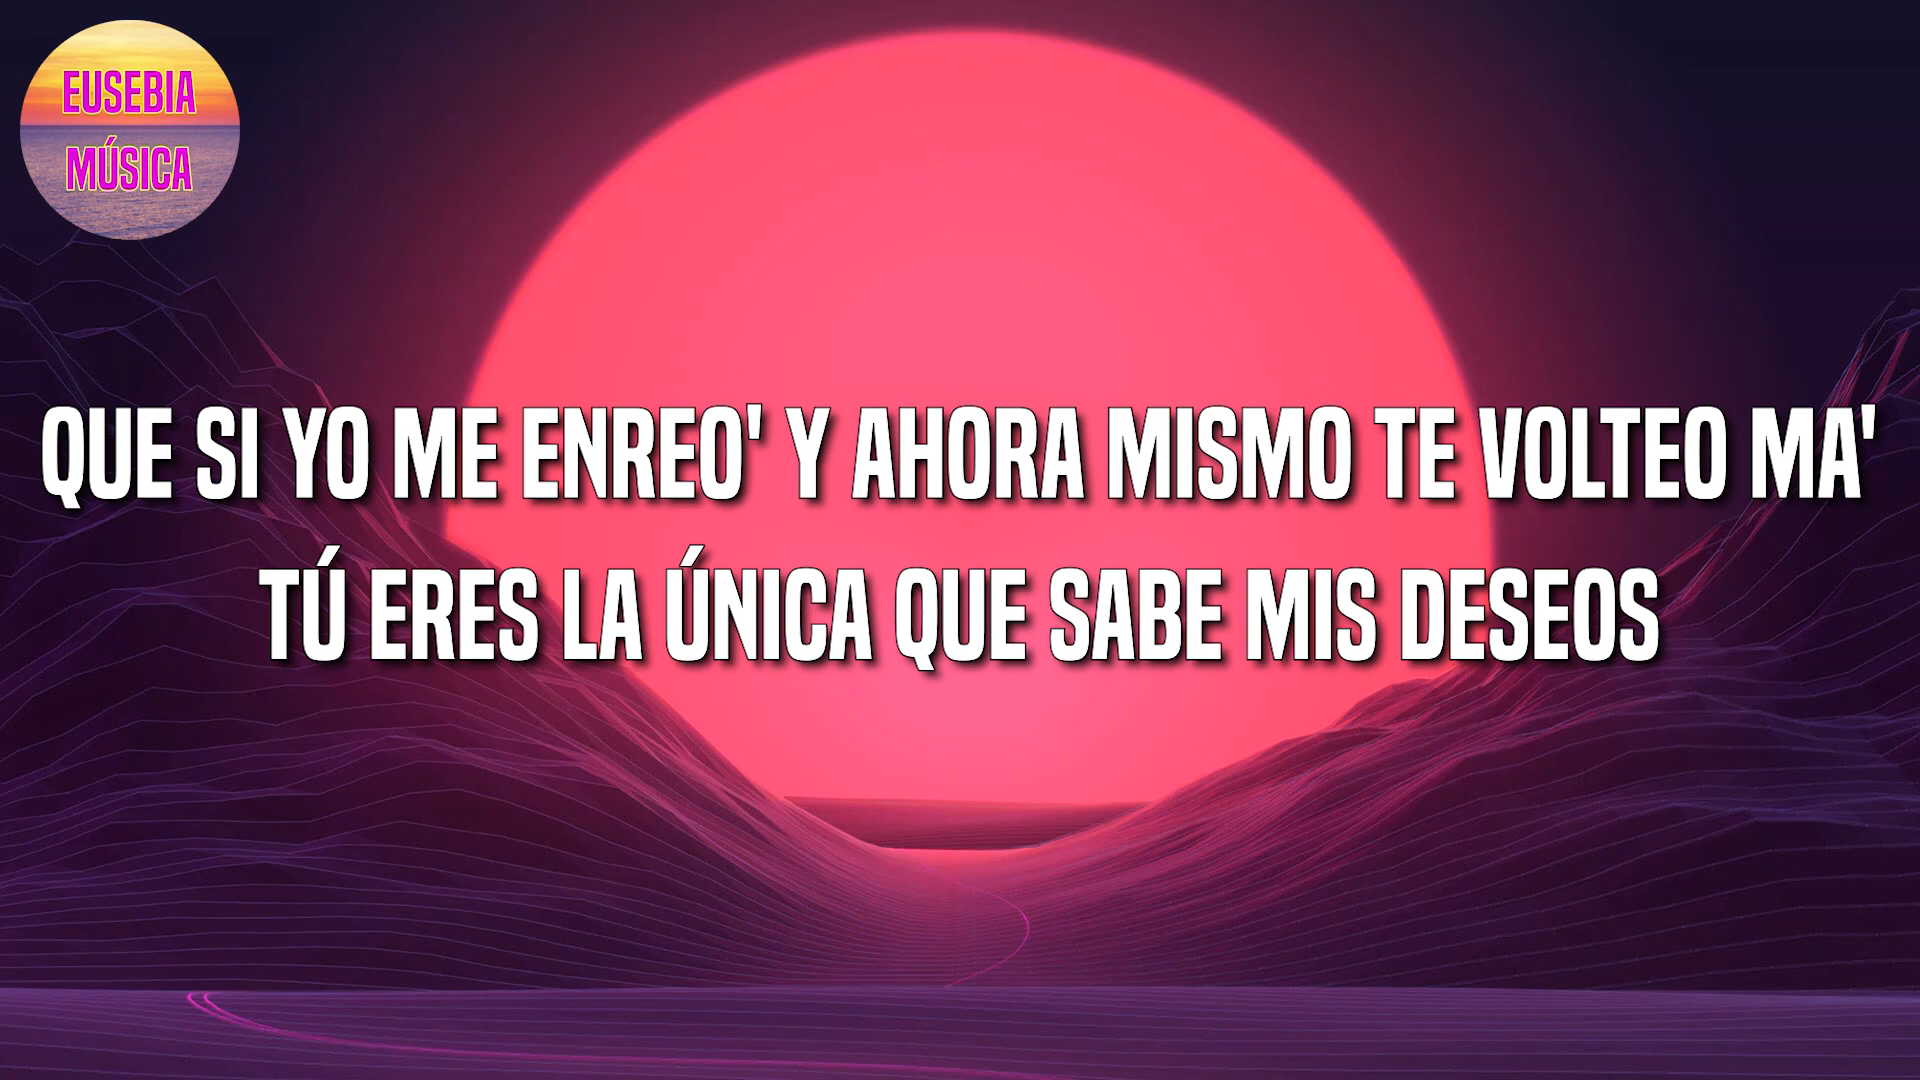 EUSEBIA
MÚSICA
QUE SI YO ME ENREO' Y AHORA MISMO TE VOLTEO MA'
TÚ ERES LA ÚNICA QUE SABE MIS DESEOS